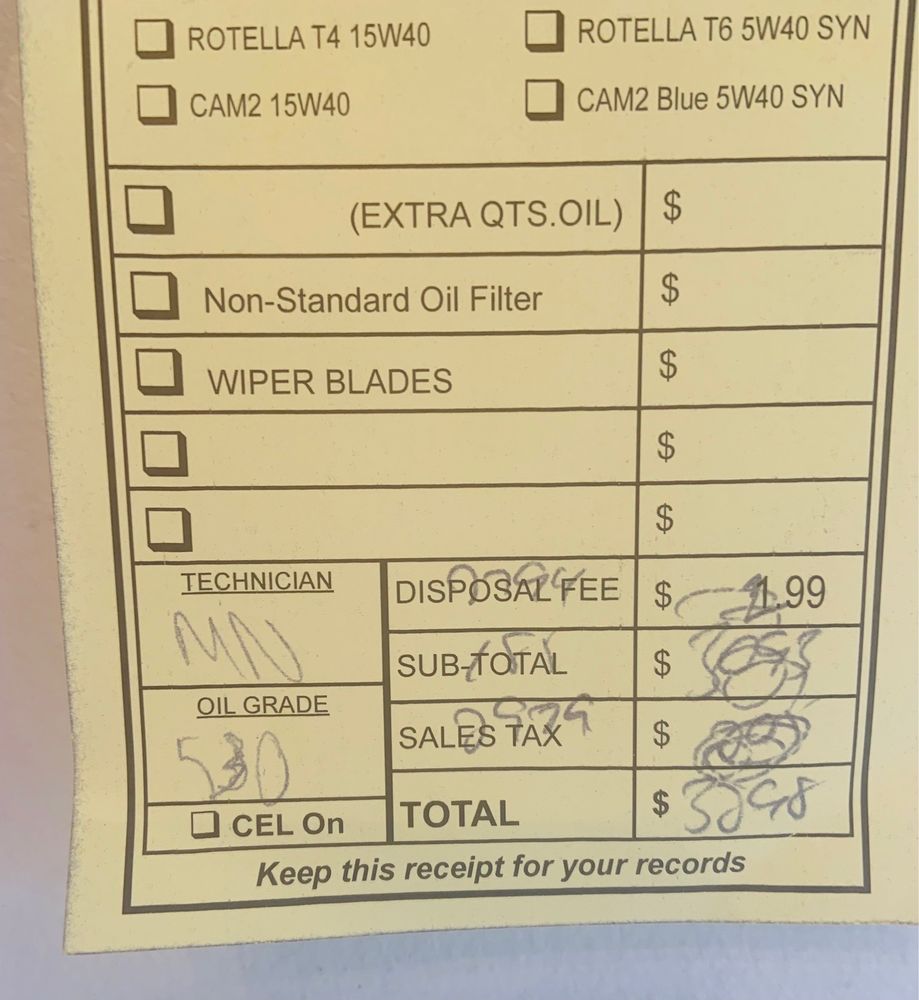 ROTELLA T4 15W40 ROTELLA T6 5W40 SYN
CAM2 15W40 CAM2 Blue 5W40 SYN
(EXTRA QTS.OIL) $
Non-Standard Oil Filter $
WIPER BLADES $
$
$
TECHNICIAN
MN
OIL GRADE
530
CEL On
DISPOSAL FEE $ 1.99
SUB-TOTAL $
SALES TAX $
TOTAL $
Keep this receipt for your records